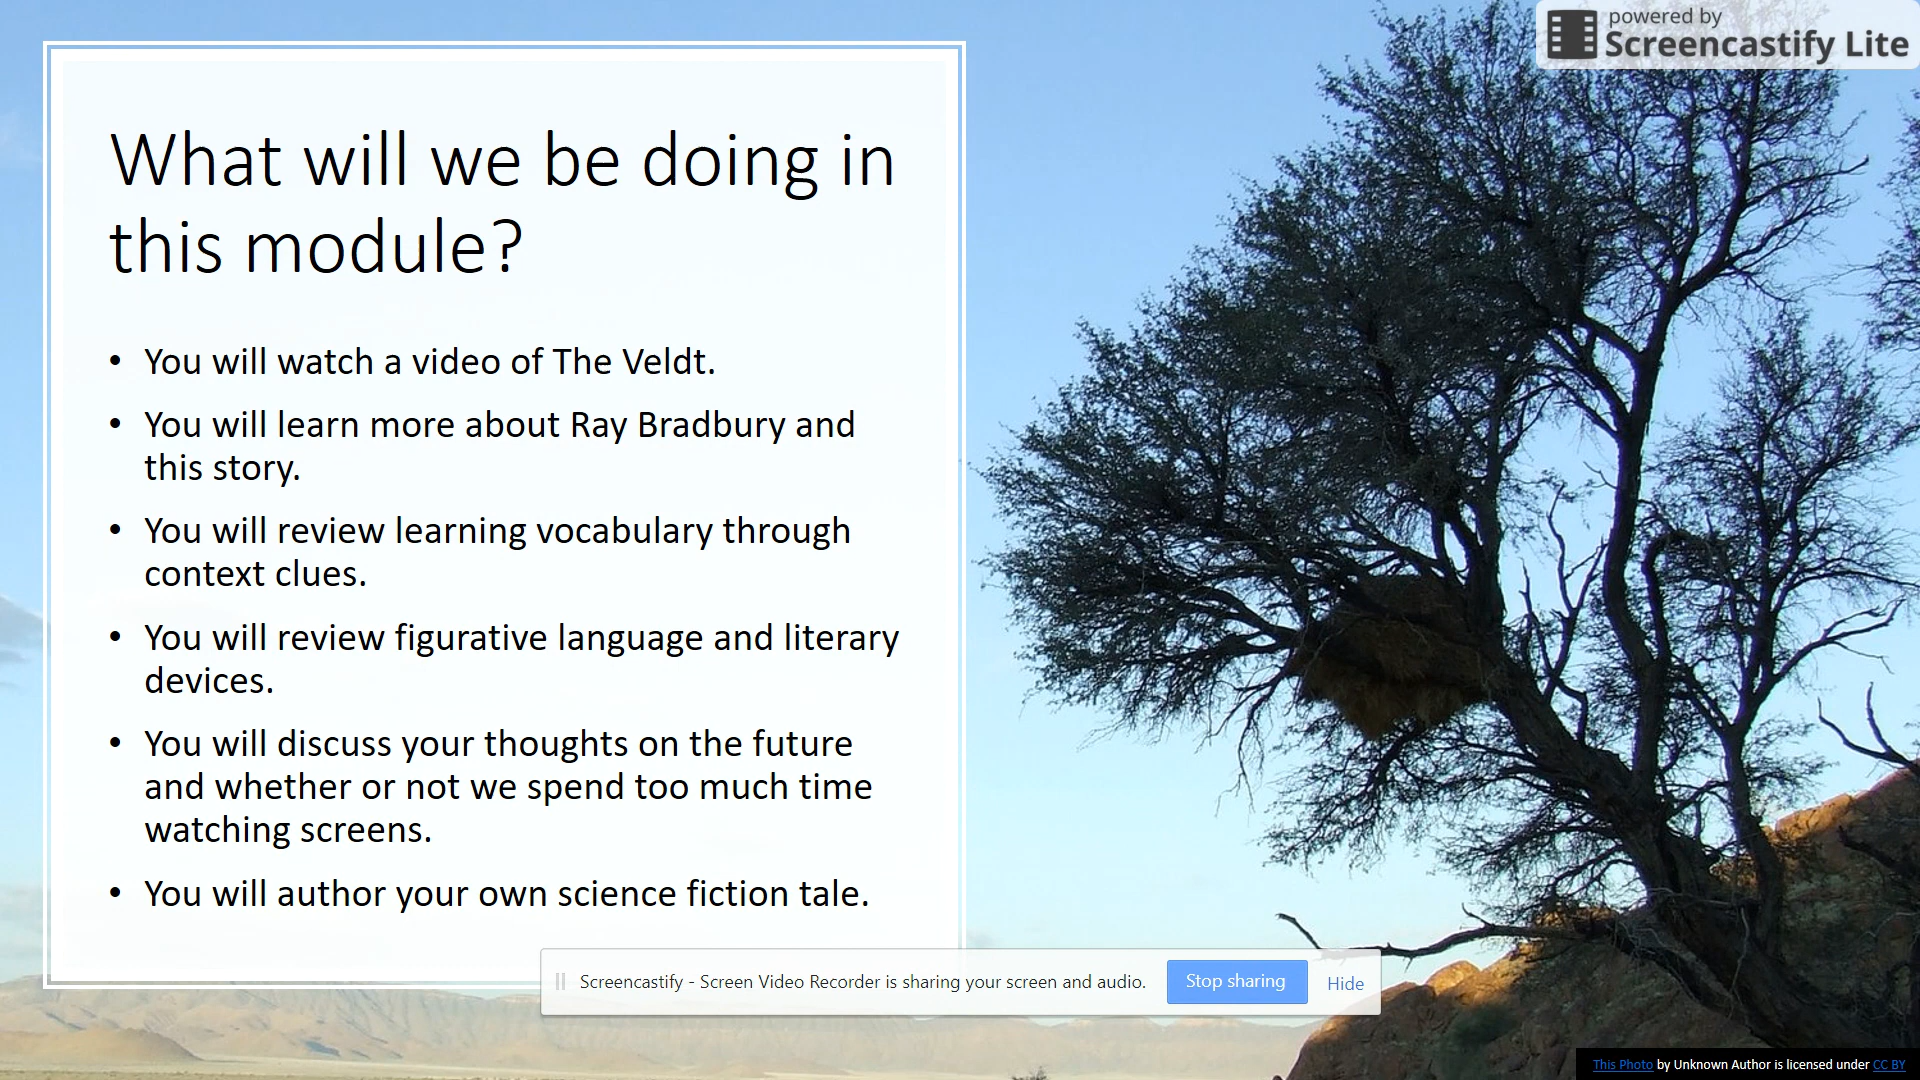 powered by
Screencastify Lite
What will we be doing in
this module?
• You will watch a video of The Veldt.
• You will learn more about Ray Bradbury and
this story.
• You will review learning vocabulary through
context clues.
• You will review figurative language and literary
devices.
• You will discuss your thoughts on the future
and whether or not we spend too much time
watching screens.
• You will author your own science fiction tale.
Screencastify - Screen Video Recorder is sharing your screen and audio. Stop sharing Hide
This Photo by Unknown Author is licensed under CC BY